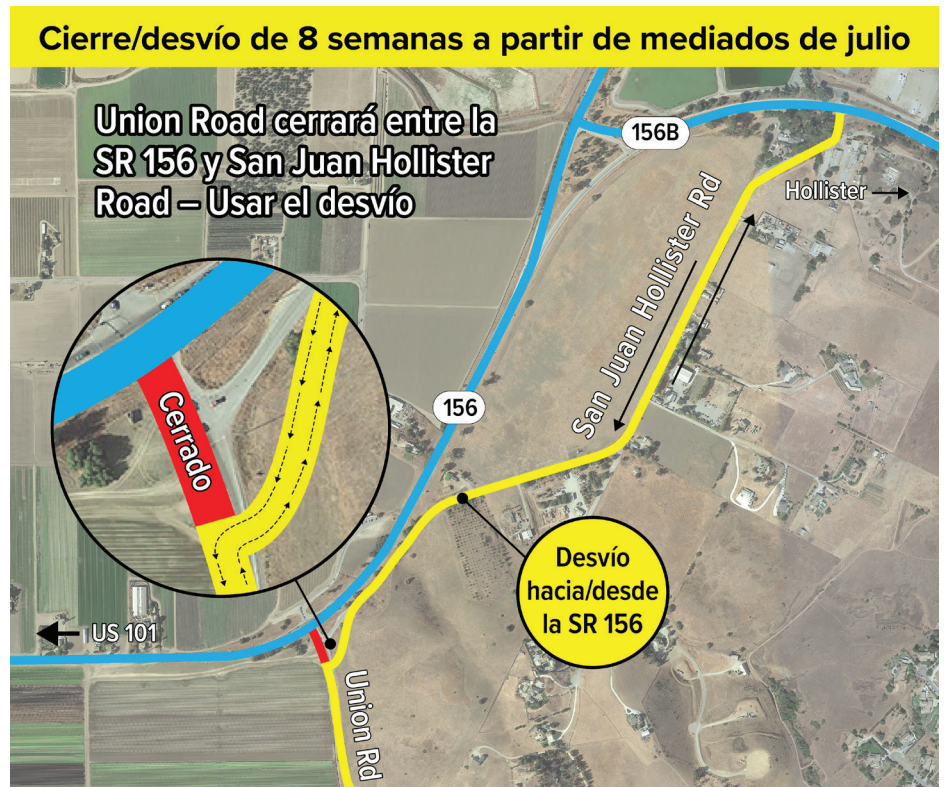 Cierre/desvío de 8 semanas a partir de mediados de julio
Union Road cerrará entre la
SR 156 y San Juan Hollister
Road – Usar el desvío
156B
Hollister
San Juan Hollister Rd
156
Cerrado
Desvío
hacia/desde
la SR 156
US 101
Union Rd